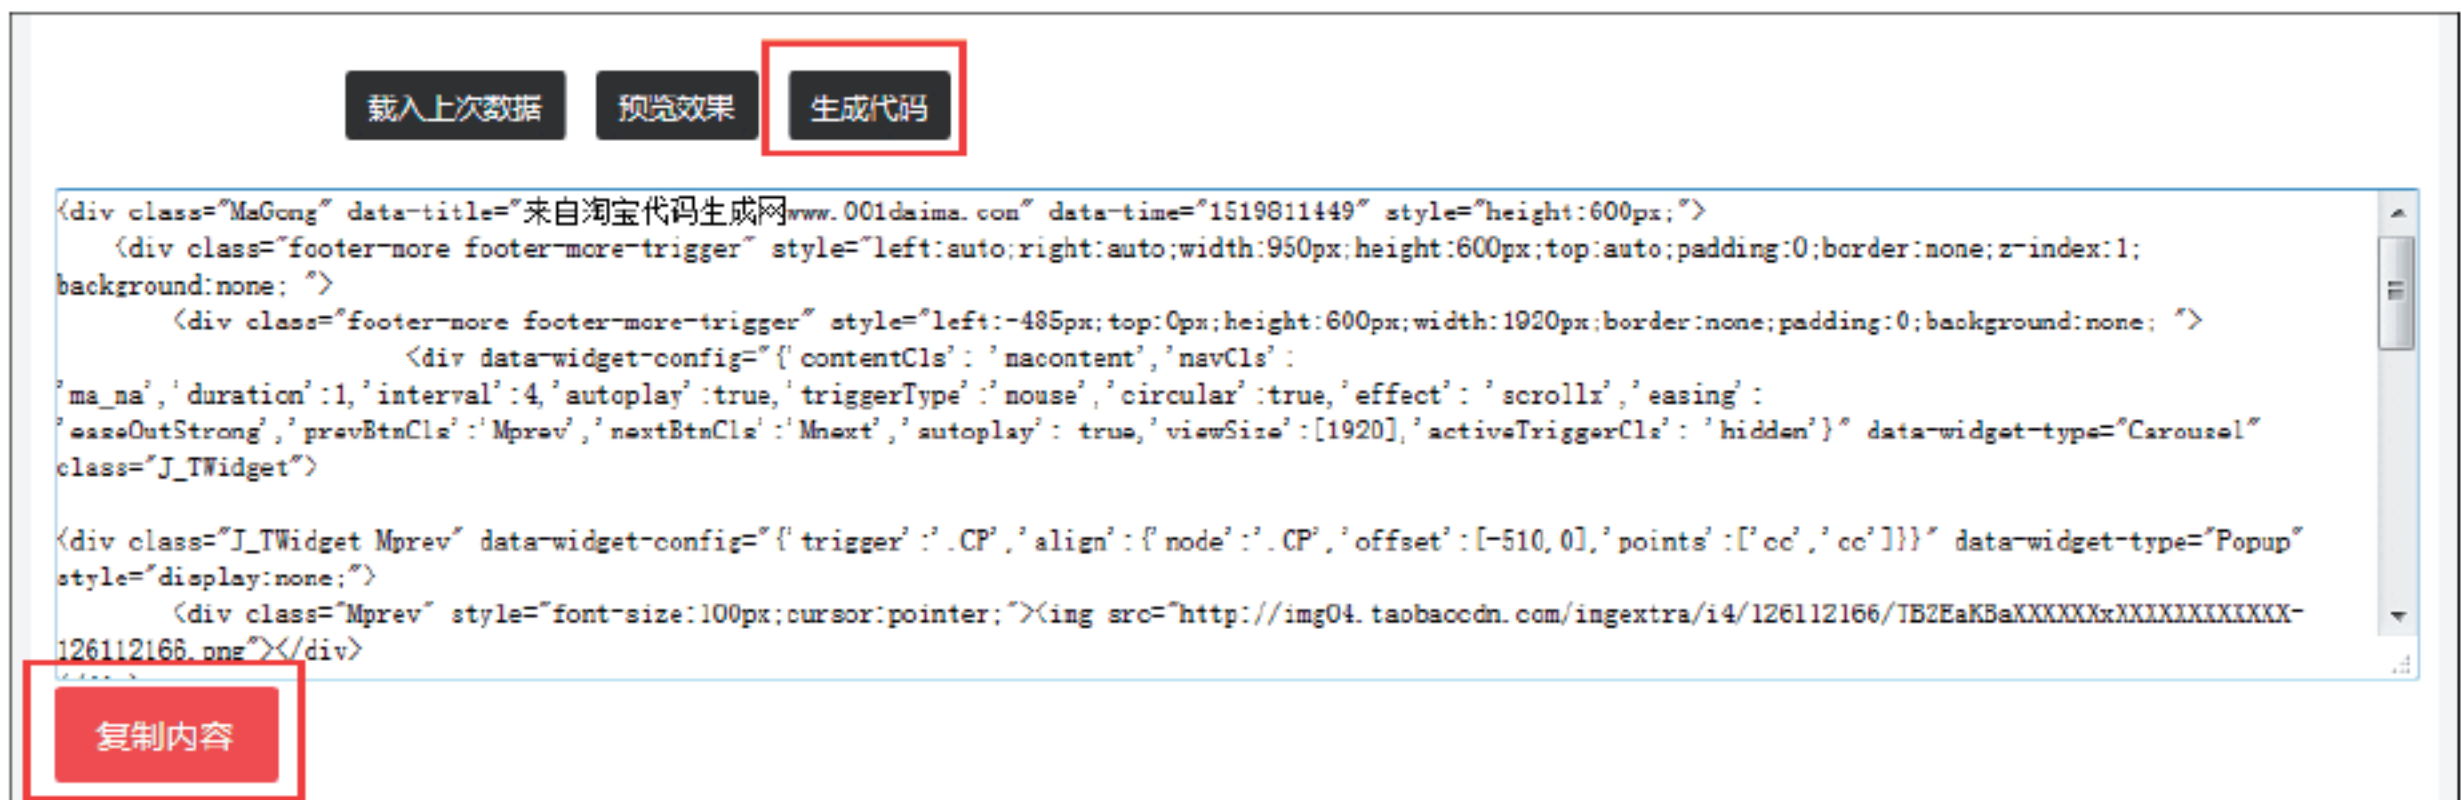 载入上次数据 预览效果 生成代码
<div class="MaGong" data-title="来自淘宝代码生成网www.001daima.com" data-time="1519811449" style="height:600px;">
<div class="footer-more footer-more-trigger" style="left:auto;right:auto;width:950px;height:600px;top:auto;padding:0;border:none;z-index:1;
background:none; ">
<div class="footer-more footer-more-trigger" style="left:-485px;top:0px;height:600px;width:1920px;border:none;padding:0;background:none; ">
<div data-widget-config="{'contentCls': 'macontent','navCls':
'ma_na','duration':1,'interval':4,'autoplay':true,'triggerType':'mouse','circular':true,'effect': 'scrollx','easing':
'easeOutStrong','prevBtnCls':'Mprev','nextBtnCls':'Mnext','autoplay': true,'viewSize':[1920],'activeTriggerCls': 'hidden'}" data-widget-type="Carousel"
class="J_TWidget">
<div class="J_TWidget Mprev" data-widget-config="{'trigger':'.CP','align':{'node':'.CP','offset':[-510,0],'points':['cc','cc']}}" data-widget-type="Popup"
style="display:none;">
<div class="Mprev" style="font-size:100px;cursor:pointer;"><img src="http://img04.taobaocdn.com/imgextra/i4/126112166/TB2EaKBaXXXXXXxXXXXXXXXXXXX-
126112166.png"></div>
复制内容